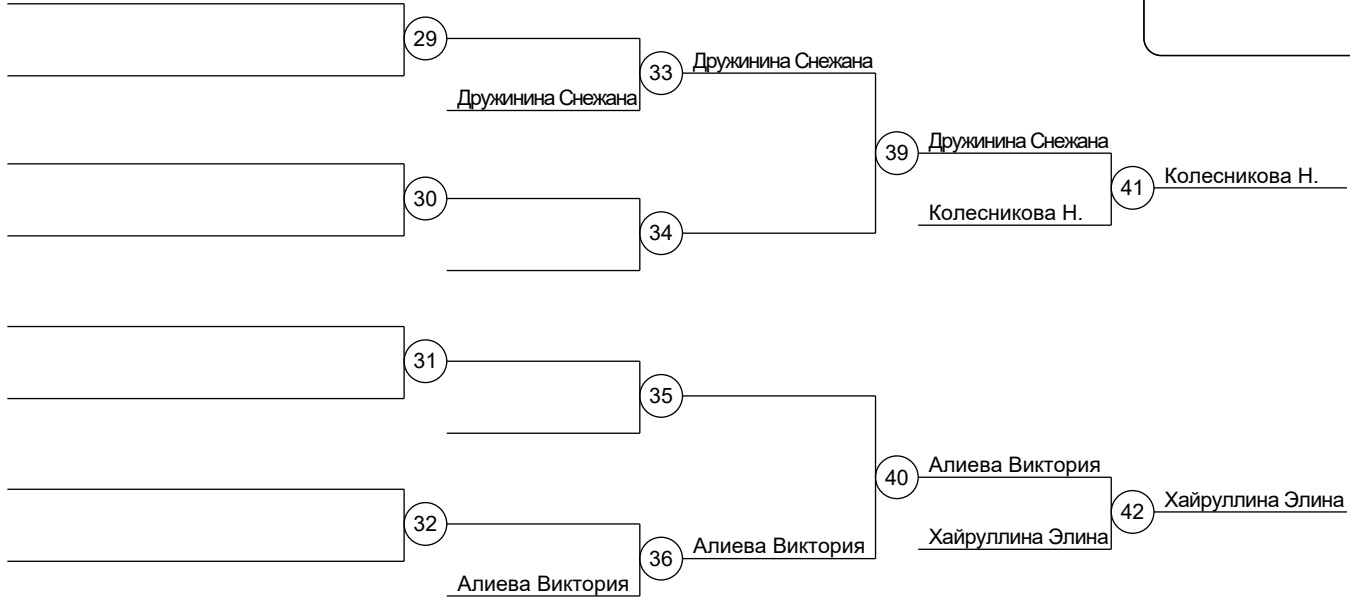 29
33 Дружинина Снежана
Дружинина Снежана
39 Дружинина Снежана
30
41 Колесникова Н.
Колесникова Н.
34
31
35
40 Алиева Виктория
42 Хайруллина Элина
32
Хайруллина Элина
36 Алиева Виктория
Алиева Виктория